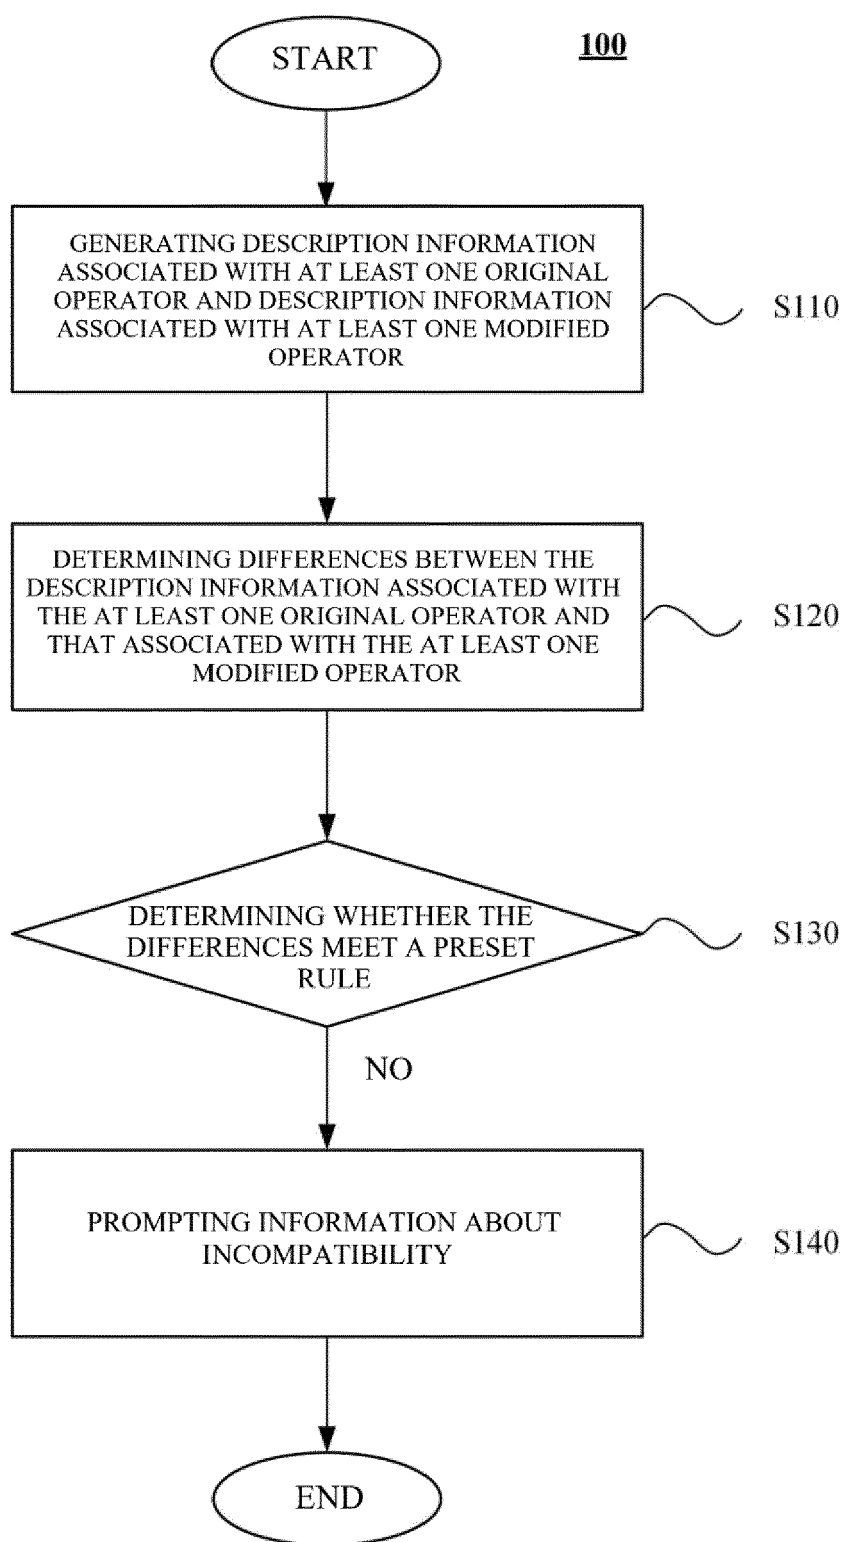 START
100
GENERATING DESCRIPTION INFORMATION
ASSOCIATED WITH AT LEAST ONE ORIGINAL
OPERATOR AND DESCRIPTION INFORMATION
ASSOCIATED WITH AT LEAST ONE MODIFIED
OPERATOR
S110
DETERMINING DIFFERENCES BETWEEN THE
DESCRIPTION INFORMATION ASSOCIATED WITH
THE AT LEAST ONE ORIGINAL OPERATOR AND
THAT ASSOCIATED WITH THE AT LEAST ONE
MODIFIED OPERATOR
S120
DETERMINING WHETHER THE
DIFFERENCES MEET A PRESET
RULE
S130
NO
PROMPTING INFORMATION ABOUT
INCOMPATIBILITY
S140
END